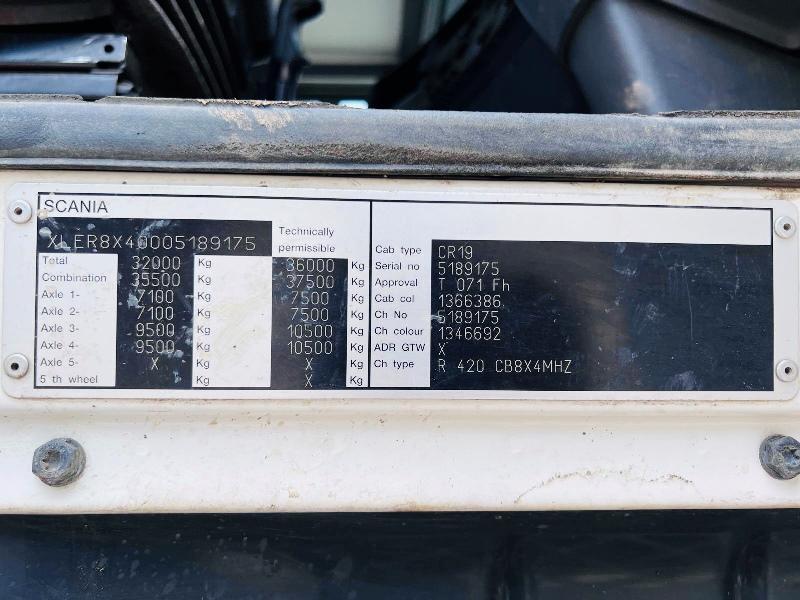 SCANIA
XLER8X40005189175
Technically
permissible
Total 32000 Kg 36000 Kg
Combination 35500 Kg 37500 Kg
Axle 1- 7100 Kg 7500 Kg
Axle 2- 7100 Kg 7500 Kg
Axle 3- 9500 Kg 10500 Kg
Axle 4- 9500 Kg 10500 Kg
Axle 5- X Kg X Kg
5 th wheel Kg X Kg
Cab type CR19
Serial no 5189175
Approval T 071 Fh
Cab col 1366386
Ch No 5189175
Ch colour 1346692
ADR GTW X
Ch type R 420 CB8X4MHZ